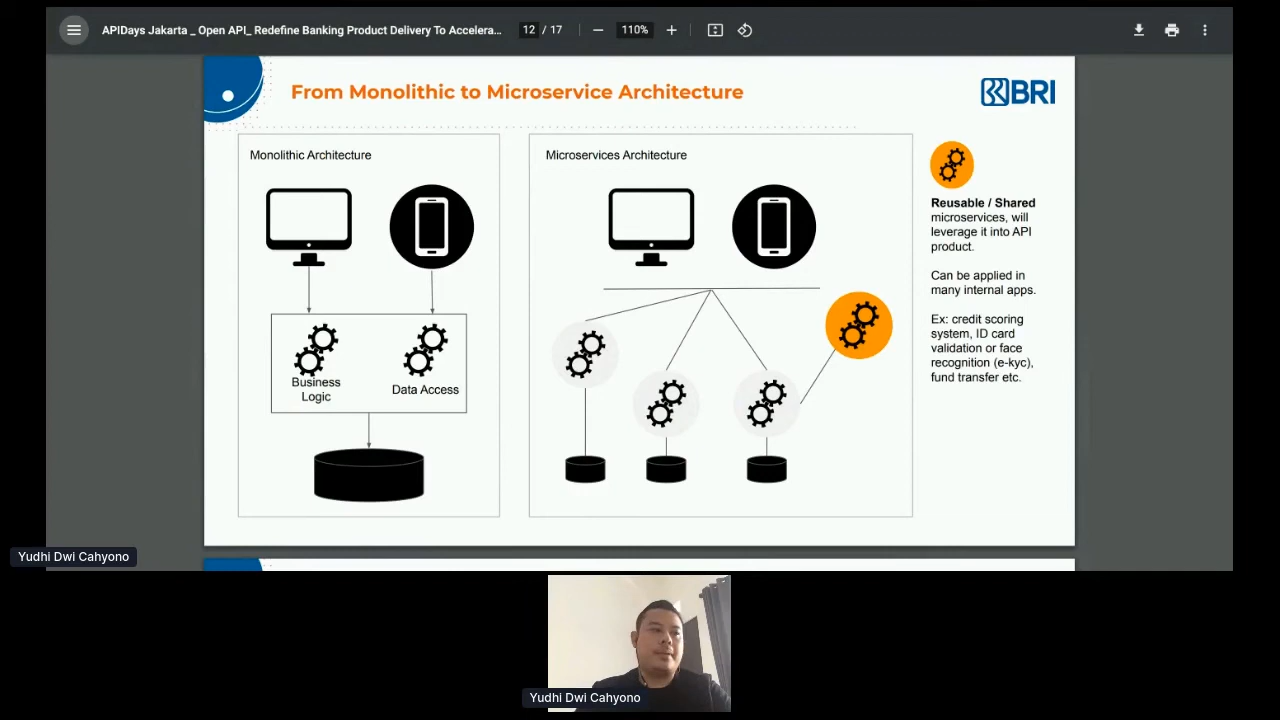 APIDays Jakarta _ Open API_ Redefine Banking Product Delivery To Accelera...
12 / 17
110%
From Monolithic to Microservice Architecture
BRI
Monolithic Architecture
Business
Logic
Data Access
Microservices Architecture
Reusable / Shared
microservices, will
leverage it into API
product.
Can be applied in
many internal apps.
Ex: credit scoring
system, ID card
validation or face
recognition (e-kyc),
fund transfer etc.
Yudhi Dwi Cahyono
Yudhi Dwi Cahyono